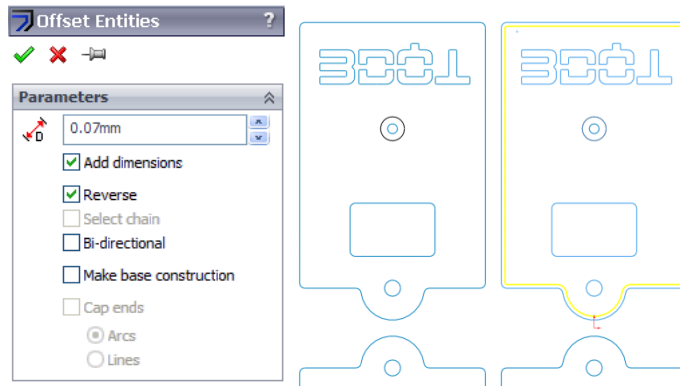 Offset Entities ?
Parameters
D
0.07mm
Add dimensions
Reverse
Select chain
Bi-directional
Make base construction
Cap ends
Arcs
Lines